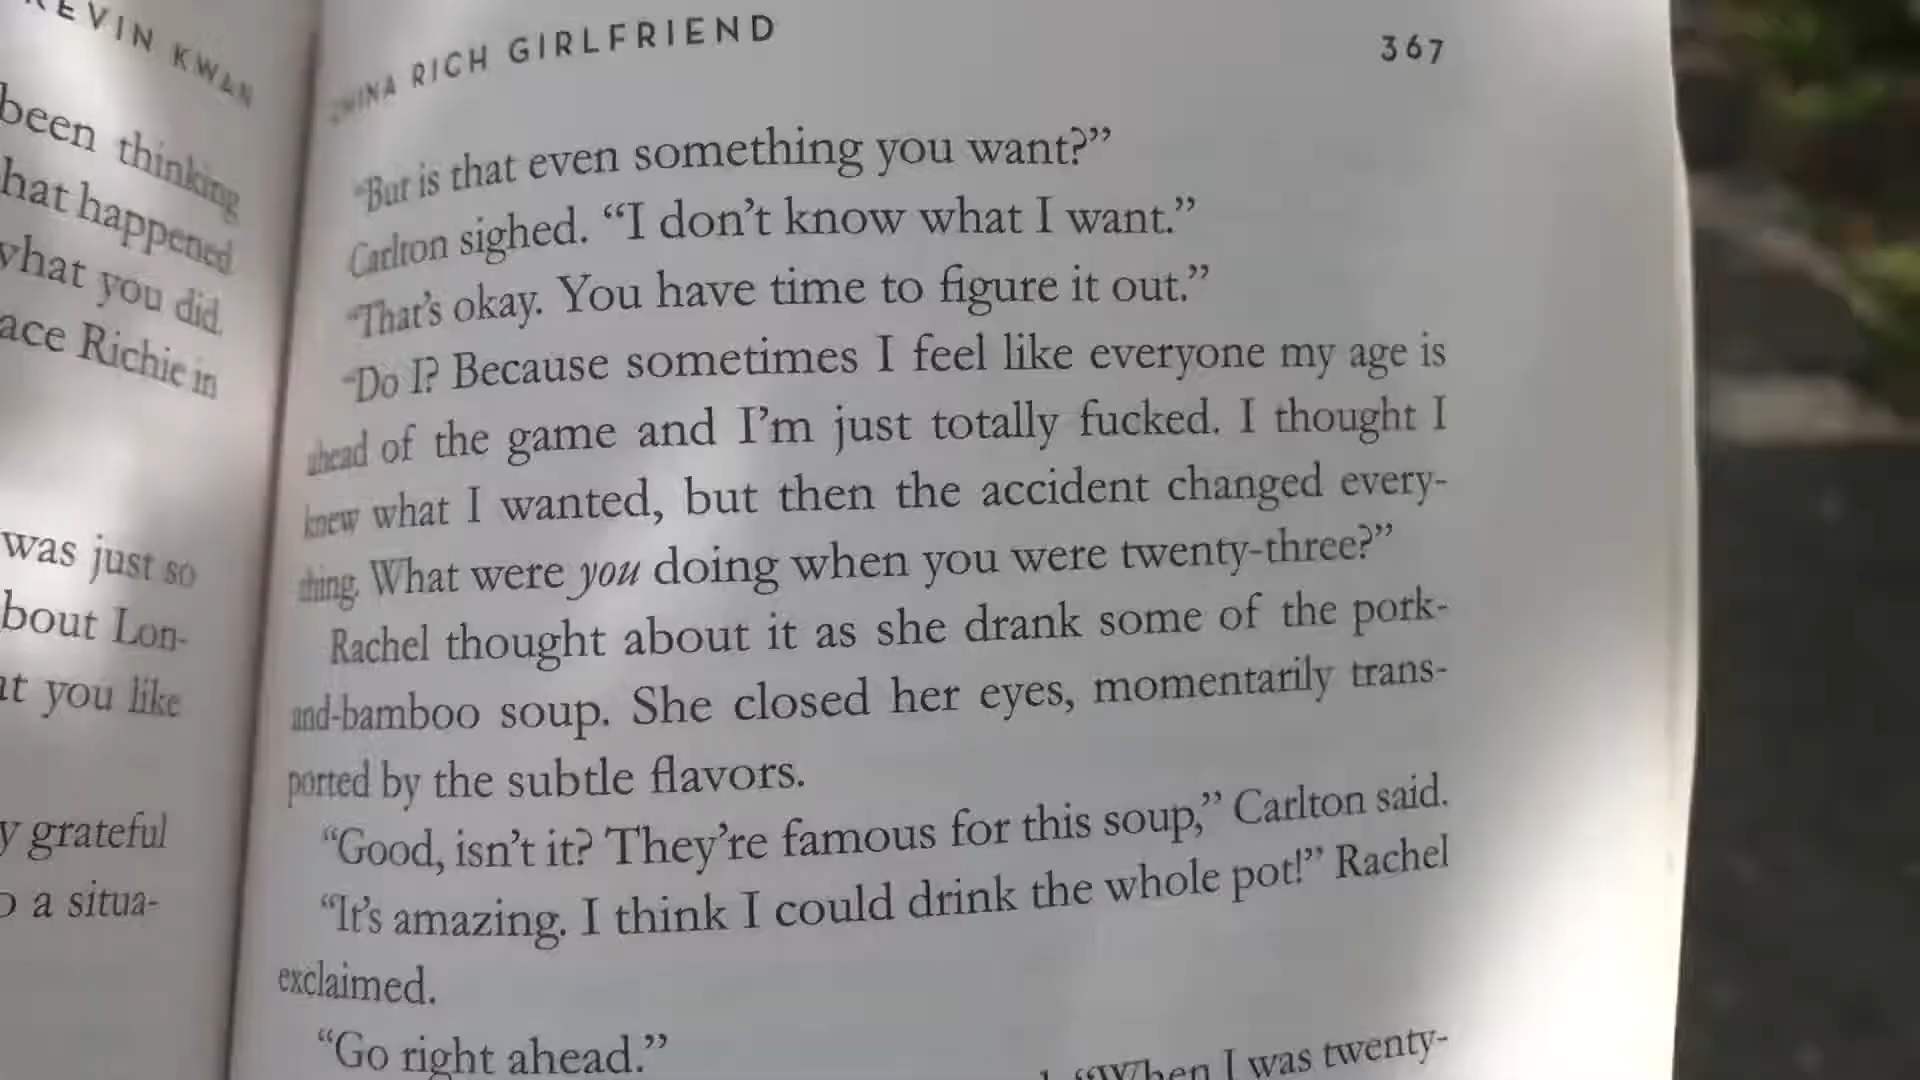 KEVIN KWAN
been thinking
hat happened
what you did.
ace Richie in
was just so
bout Lon-
at you like
y grateful
o a situa-
CHINA RICH GIRLFRIEND 367
“But is that even something you want?”
Carlton sighed. “I don’t know what I want.”
“That’s okay. You have time to figure it out.”
“Do I? Because sometimes I feel like everyone my age is
ahead of the game and I’m just totally fucked. I thought I
knew what I wanted, but then the accident changed every-
thing. What were you doing when you were twenty-three?”
Rachel thought about it as she drank some of the pork-
and-bamboo soup. She closed her eyes, momentarily trans-
ported by the subtle flavors.
“Good, isn’t it? They’re famous for this soup,” Carlton said.
“It’s amazing. I think I could drink the whole pot!” Rachel
exclaimed.
“Go right ahead.”
“When I was twenty-